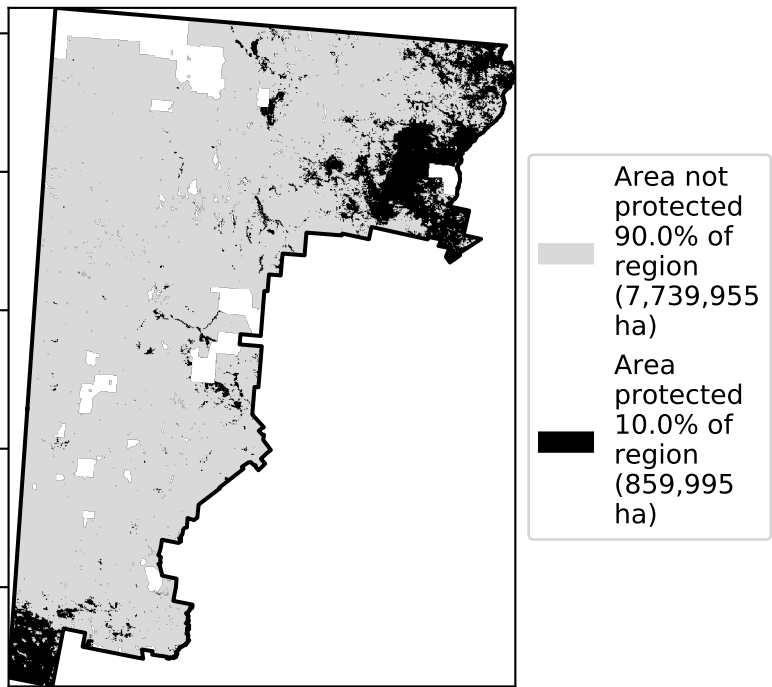 Area not
protected
90.0% of
region
(7,739,955
ha)
Area
protected
10.0% of
region
(859,995
ha)